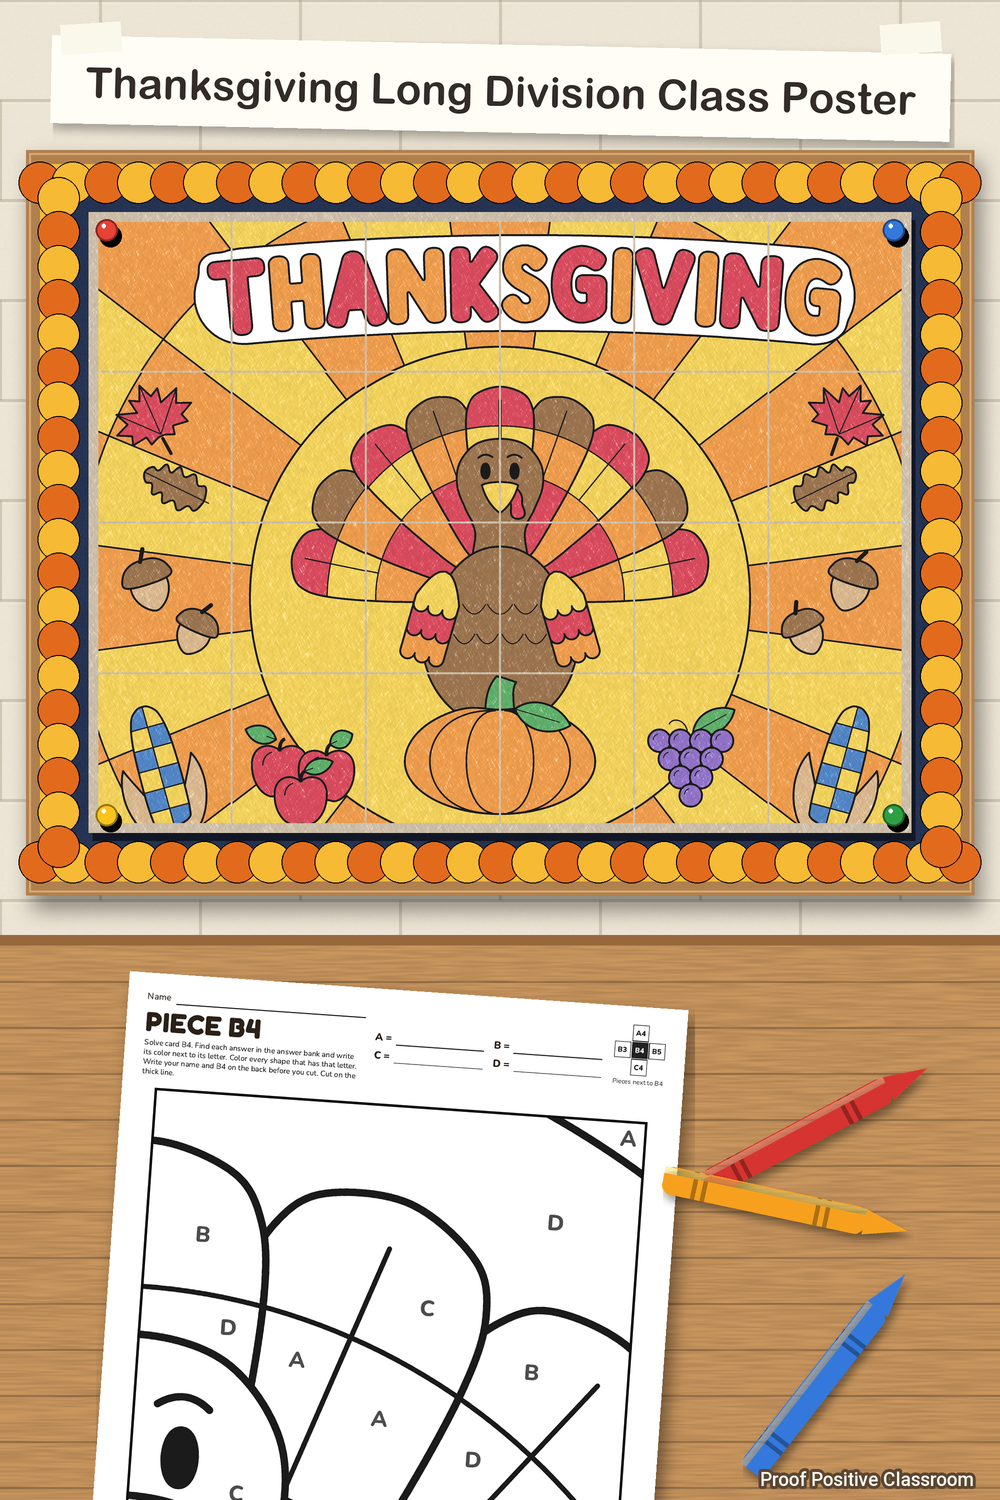 Thanksgiving Long Division Class Poster
THANKSGIVING
Name
PIECE B4
Solve card B4. Find each answer in the answer bank and write
its color next to its letter. Color every shape that has that letter.
Write your name and B4 on the back before you cut. Cut on the
thick line.
A =
B =
C =
D =
A4
B3 B4 B5
C4
Pieces next to B4
A
D
B
C
D
A
B
A
D
C
Proof Positive Classroom